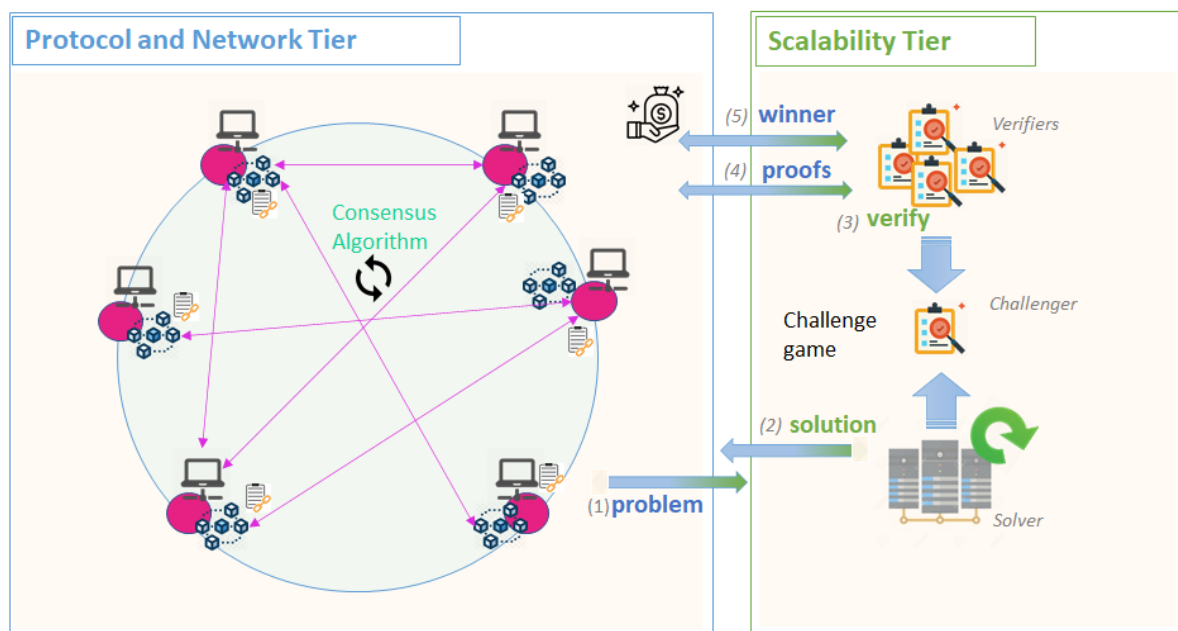 Protocol and Network Tier
Scalability Tier
(5) winner
Verifiers
(4) proofs
(3) verify
Consensus
Algorithm
Challenger
Challenge
game
(2) solution
(1) problem
Solver